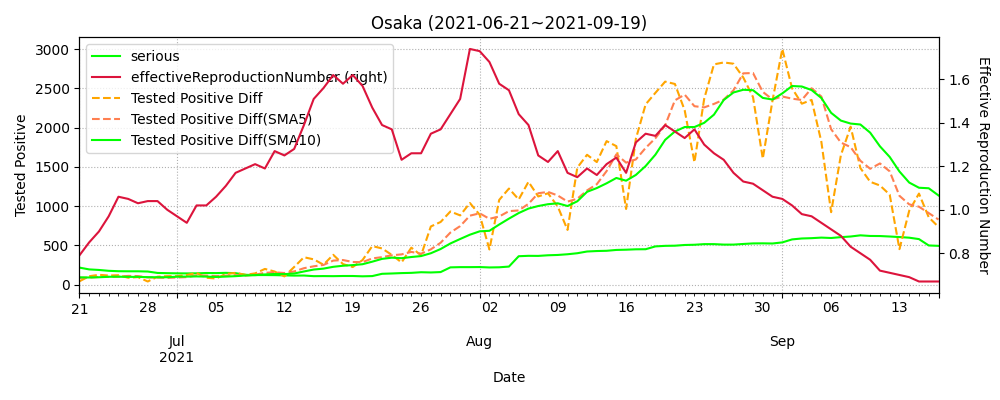 Osaka (2021-06-21~2021-09-19)
serious
effectiveReproductionNumber (right)
Tested Positive Diff
Tested Positive Diff(SMA5)
Tested Positive Diff(SMA10)
Tested Positive
3000
2500
2000
1500
1000
500
0
1.6
1.4
1.2
1.0
0.8
Effective Reproduction Number
21 28 05 12 19 26 02 09 16 23 30 06 13
Jul Aug Sep
2021
Date